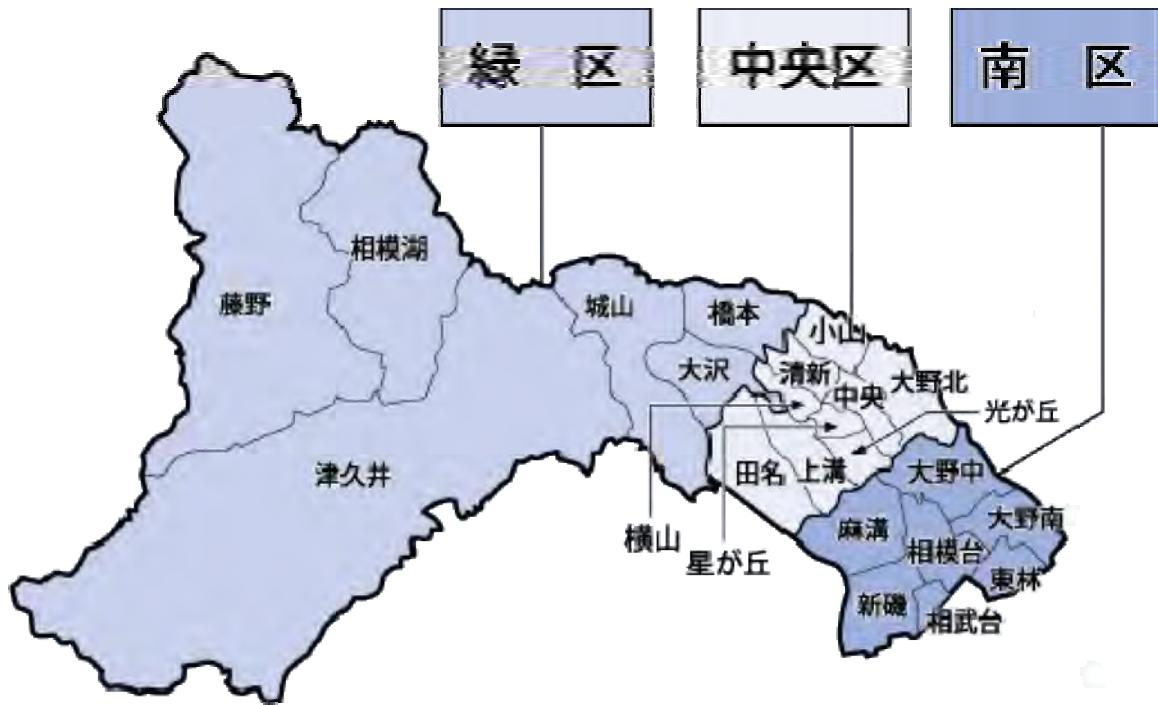 緑 区
中央区
南 区
相模湖
藤野
城山
橋本
小山
大沢
清新
中央
大野北
光が丘
津久井
田名
上溝
大野中
横山
星が丘
麻溝
大野南
相模台
東林
新磯
相武台